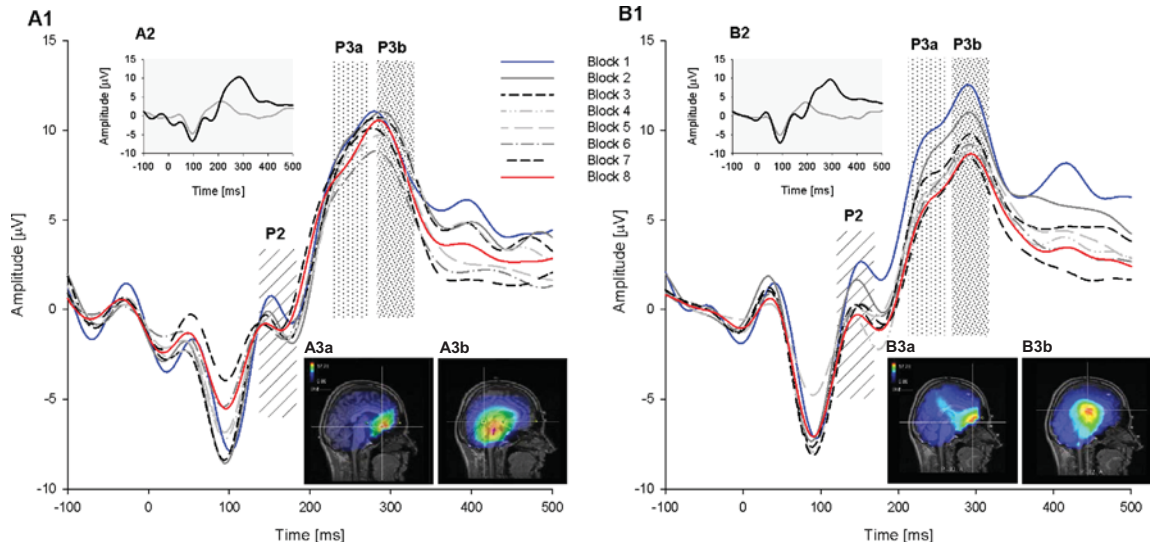 A1
15
10
5
0
-5
-10
Amplitude [µV]
-100 0 100 200 300 400 500
Time [ms]
A2
15
10
5
0
-5
-10
Amplitude [µV]
-100 0 100 200 300 400 500
Time [ms]
P3a P3b
P2
A3a
A3b
Block 1
Block 2
Block 3
Block 4
Block 5
Block 6
Block 7
Block 8
B1
15
10
5
0
-5
-10
Amplitude [µV]
-100 0 100 200 300 400 500
Time [ms]
B2
15
10
5
0
-5
-10
Amplitude [µV]
-100 0 100 200 300 400 500
Time [ms]
P3a P3b
P2
B3a
B3b